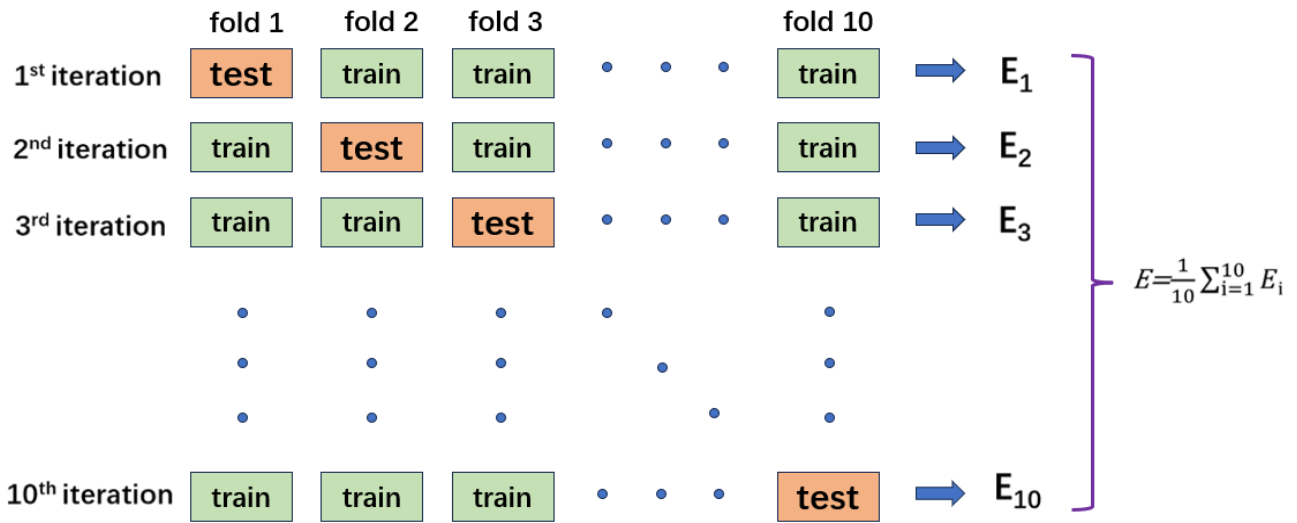 fold 1 fold 2 fold 3 fold 10
1st iteration test train train train E1
2nd iteration train test train train E2
3rd iteration train train test train E3
E=1/10 ∑i=1^10 Ei
10th iteration train train train test E10